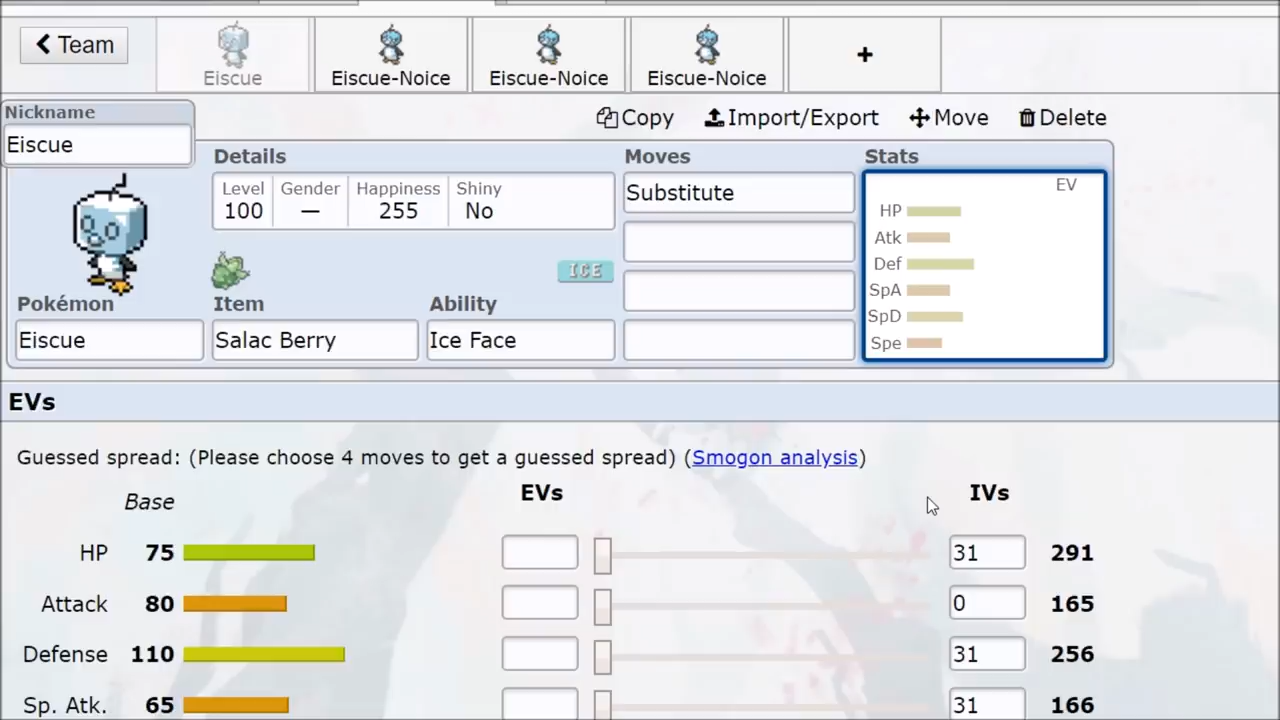 Team
Eiscue
Eiscue-Noice
Eiscue-Noice
Eiscue-Noice
+
Nickname
Eiscue
Copy
Import/Export
Move
Delete
Details
Level
100
Gender
—
Happiness
255
Shiny
No
ICE
Pokémon
Eiscue
Item
Salac Berry
Ability
Ice Face
Moves
Substitute
Stats
EV
HP
Atk
Def
SpA
SpD
Spe
EVs
Guessed spread: (Please choose 4 moves to get a guessed spread) (Smogon analysis)
Base EVs IVs
HP 75 31 291
Attack 80 0 165
Defense 110 31 256
Sp. Atk. 65 31 166